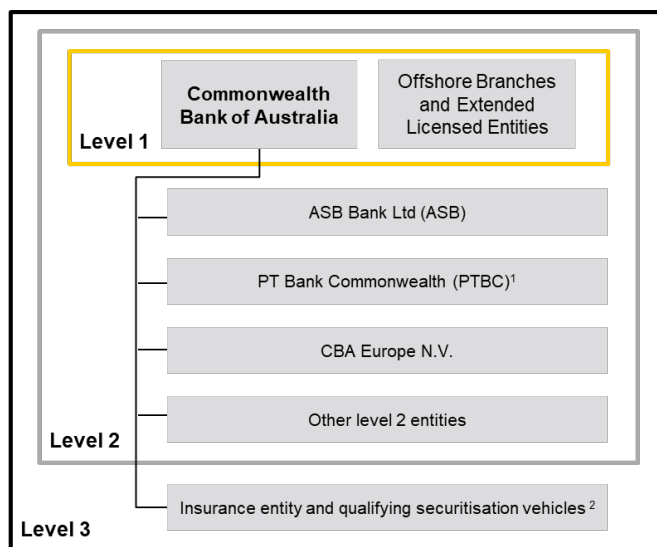 Commonwealth
Bank of Australia
Offshore Branches
and Extended
Licensed Entities
Level 1
ASB Bank Ltd (ASB)
PT Bank Commonwealth (PTBC)¹
CBA Europe N.V.
Other level 2 entities
Level 2
Insurance entity and qualifying securitisation vehicles ²
Level 3